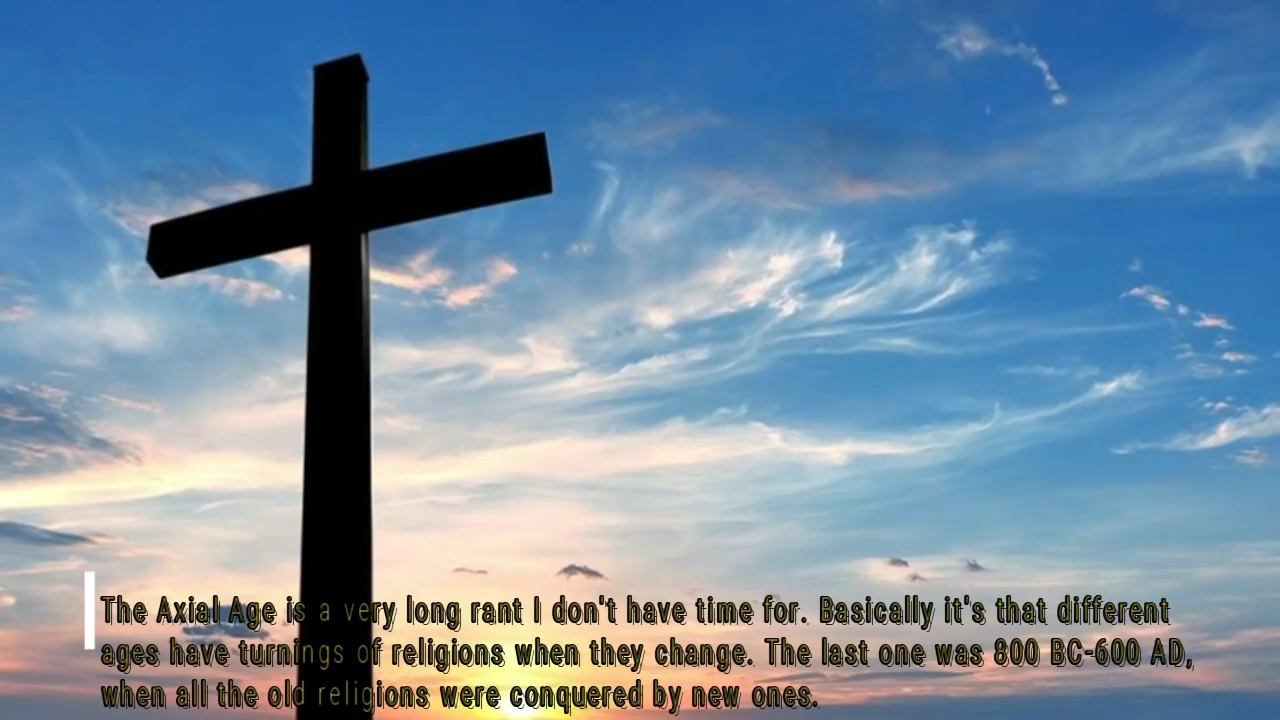 The Axial Age is a very long rant I don't have time for. Basically it's that different
ages have turnings of religions when they change. The last one was 800 BC-600 AD,
when all the old religions were conquered by new ones.